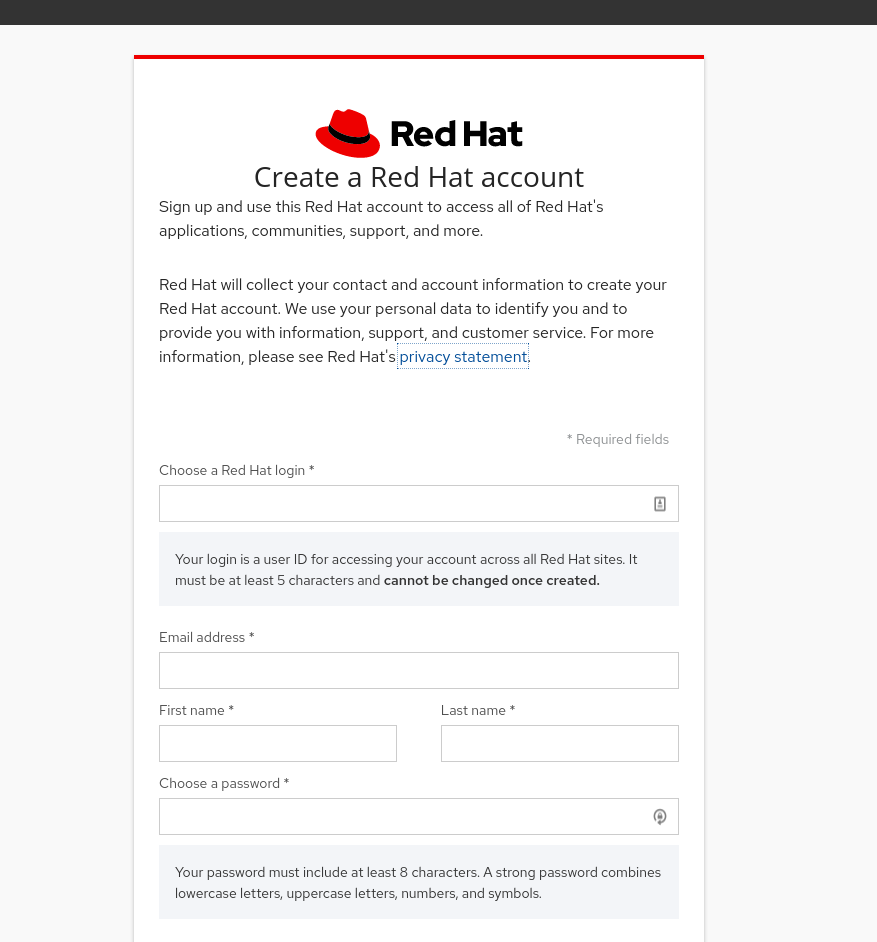 Red Hat
Create a Red Hat account
Sign up and use this Red Hat account to access all of Red Hat's
applications, communities, support, and more.
Red Hat will collect your contact and account information to create your
Red Hat account. We use your personal data to identify you and to
provide you with information, support, and customer service. For more
information, please see Red Hat's privacy statement.
* Required fields
Choose a Red Hat login *
Your login is a user ID for accessing your account across all Red Hat sites. It
must be at least 5 characters and cannot be changed once created.
Email address *
First name *
Last name *
Choose a password *
Your password must include at least 8 characters. A strong password combines
lowercase letters, uppercase letters, numbers, and symbols.